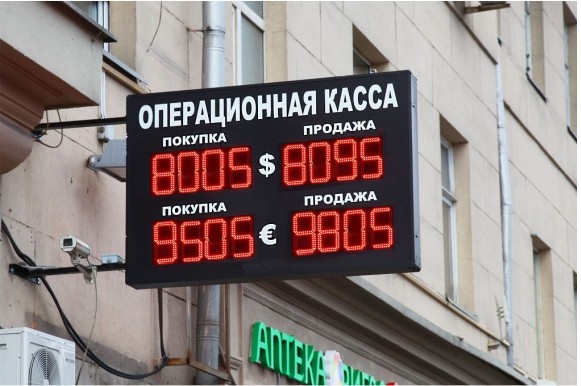 ОПЕРАЦИОННАЯ КАССА
ПОКУПКА ПРОДАЖА
8005 $ 8095
ПОКУПКА ПРОДАЖА
9505 € 9805
АПТЕКА